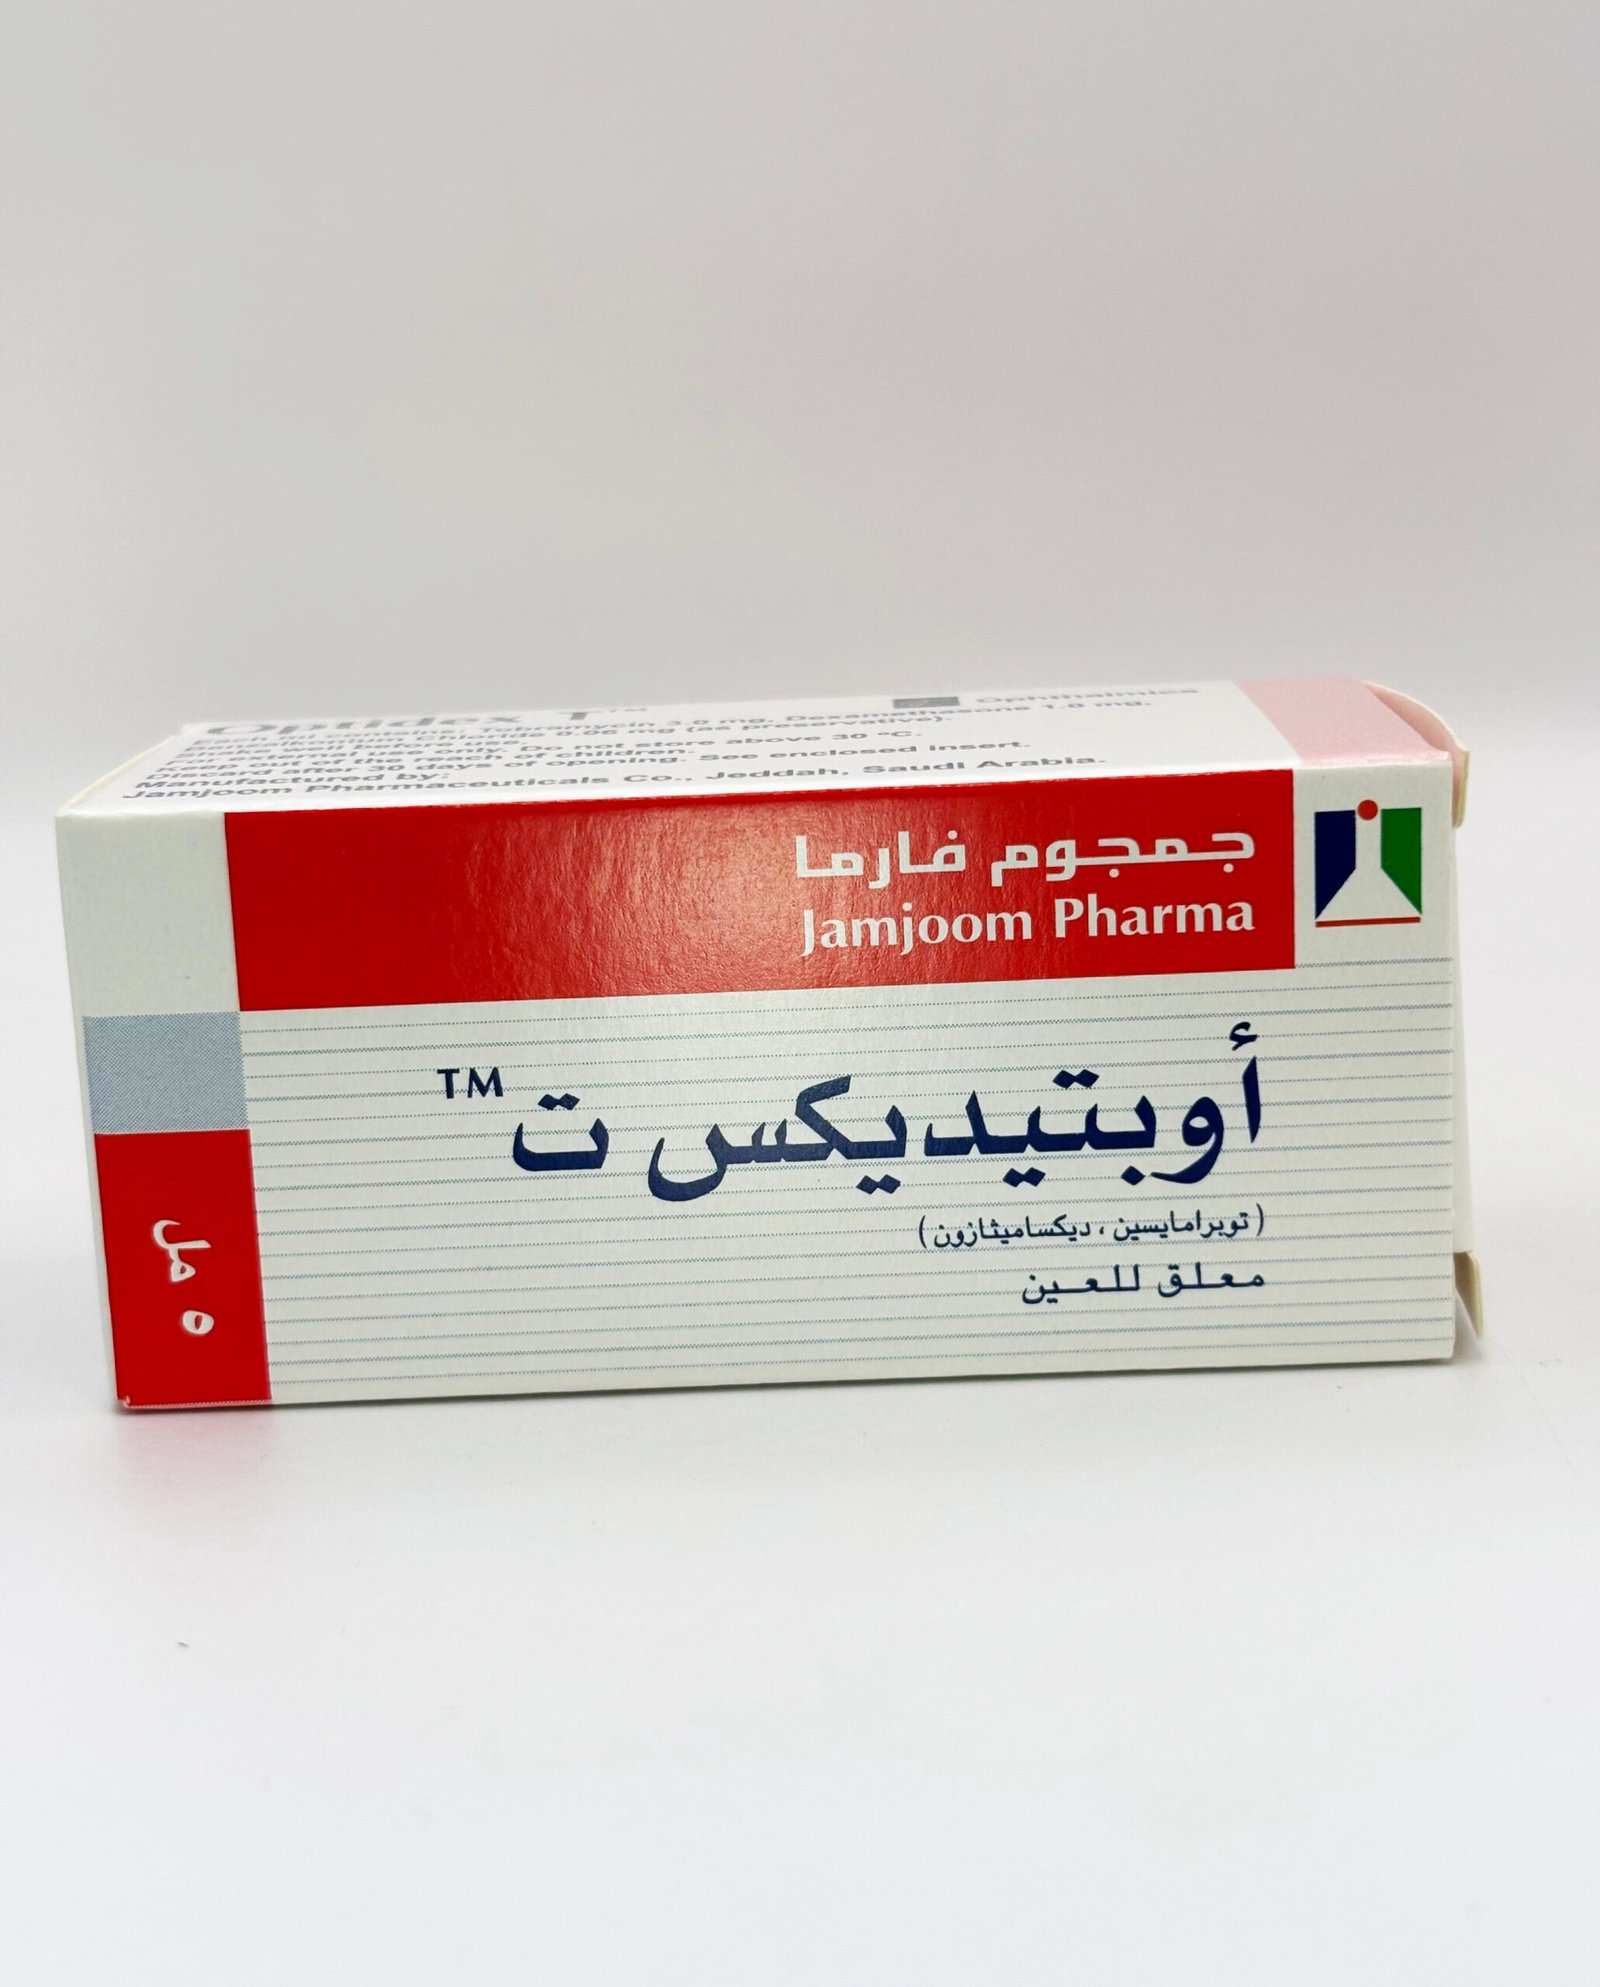 Optidex T™
Ophthalmics
Each ml contains: Tobramycin 3.0 mg, Dexamethasone 1.0 mg.
Benzalkonium Chloride 0.06 mg (as preservative).
Shake well before use.
For external use only. Do not store above 30 °C.
Keep out of the reach of children.
Discard after 30 days of opening. See enclosed insert.
Manufactured by:
Jamjoom Pharmaceuticals Co., Jeddah, Saudi Arabia.
جمجوم فارما
Jamjoom Pharma
أوبتيديكس ت™
(توبرامايسين، ديكساميثازون)
معلق للعين
٥ مل